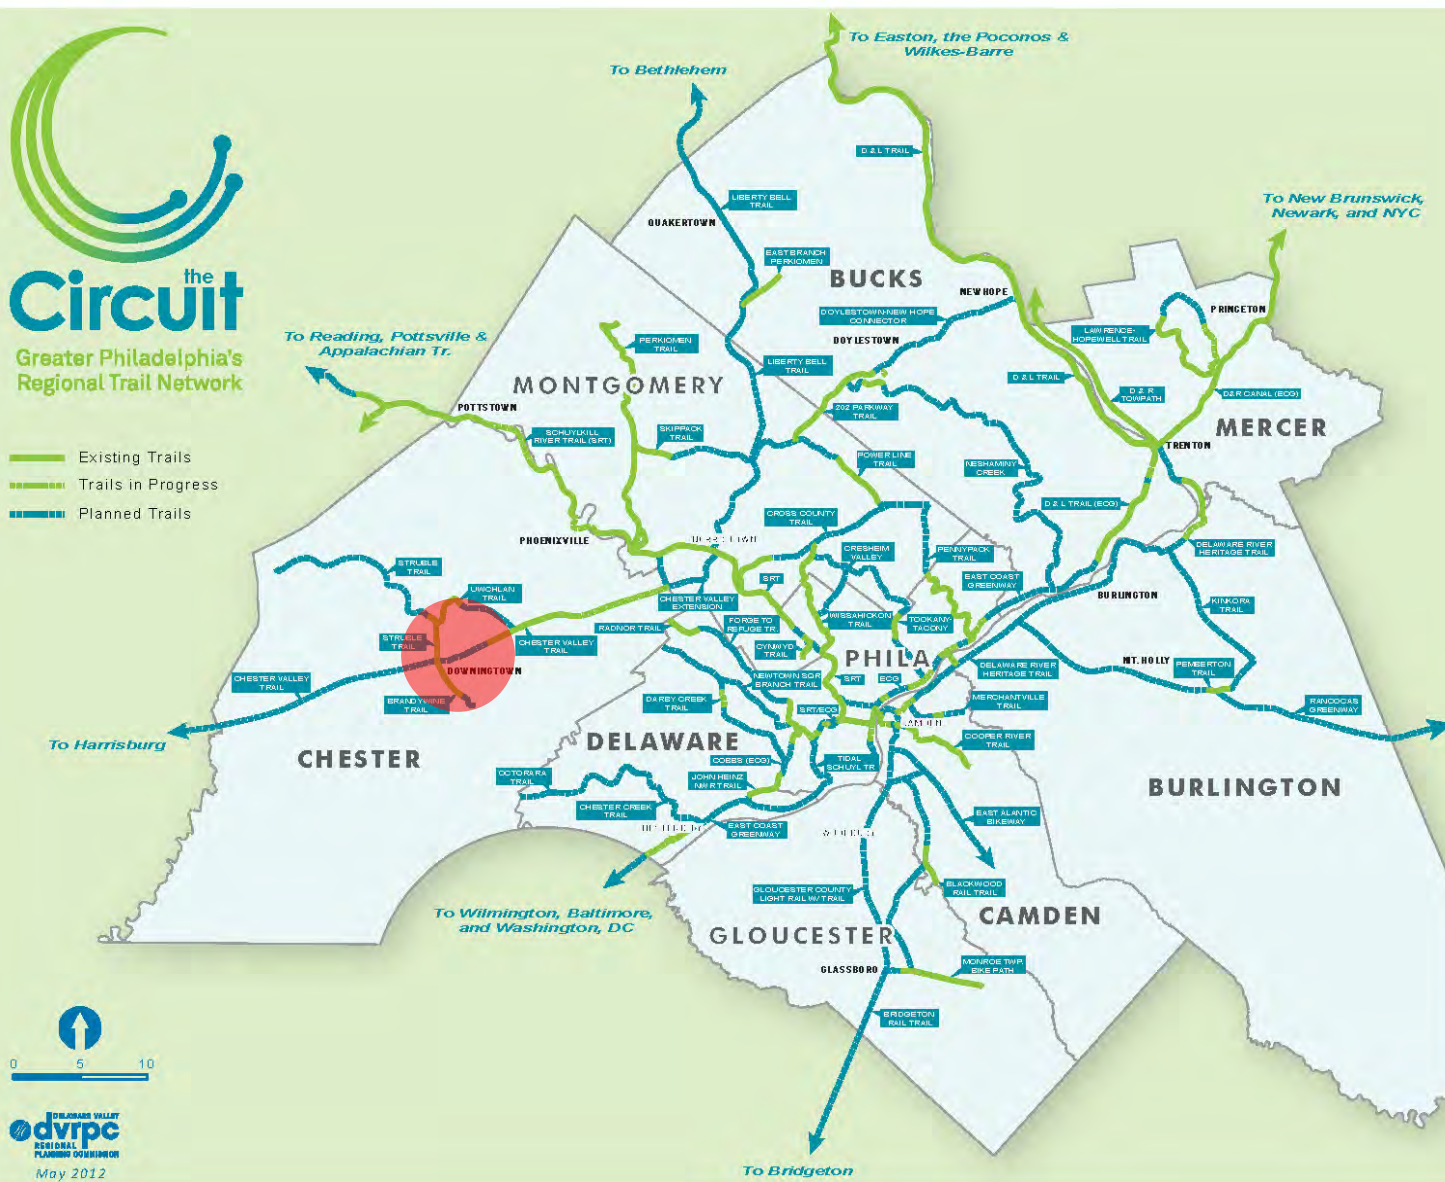 the
Circuit
Greater Philadelphia's
Regional Trail Network
Existing Trails
Trails in Progress
Planned Trails
To Easton, the Poconos &
Wilkes-Barre
To Bethlehem
D & L TRAIL
To New Brunswick,
Newark, and NYC
LIBERTY BELL
TRAIL
QUAKERTOWN
EAST BRANCH
PERKIOMEN
BUCKS
NEW HOPE
DOYLESTOWN-NEW HOPE
CONNECTOR
DOYLESTOWN
PRINCETON
LAWRENCE-
HOPEWELL TRAIL
To Reading, Pottsville &
Appalachian Tr.
PERKIOMEN
TRAIL
LIBERTY BELL
TRAIL
MONTGOMERY
D & L TRAIL
D & R
TOWPATH
D&R CANAL (ECG)
MERCER
POTTSTOWN
202 PARKWAY
TRAIL
SCHUYLKILL
RIVER TRAIL (SRT)
SKIPPACK
TRAIL
TRENTON
POWER LINE
TRAIL
NESHAMINY
CREEK
D & L TRAIL (ECG)
CROSS COUNTY
TRAIL
PHOENIXVILLE
CRESHEIM
VALLEY
PENNYPACK
TRAIL
DELAWARE RIVER
HERITAGE TRAIL
STRUBLE
TRAIL
UWCHLAN
TRAIL
SRT
EAST COAST
GREENWAY
BURLINGTON
CHESTER VALLEY
EXTENSION
KINKORA
TRAIL
WISSAHICKON
TRAIL
TOOKANY-
TACONY
RADNOR TRAIL
FORGE TO
REFUGE TR.
STRUBLE
TRAIL
CHESTER VALLEY
TRAIL
CYNWYD
TRAIL
PHILA
DOWNINGTOWN
MT. HOLLY
PEMBERTON
TRAIL
DELAWARE RIVER
HERITAGE TRAIL
CHESTER VALLEY
TRAIL
NEWTOWN SQR
BRANCH TRAIL
SRT
ECG
BRANDYWINE
TRAIL
DARBY CREEK
TRAIL
SRT/ECG
MERCHANTVILLE
TRAIL
RANCOCAS
GREENWAY
To Harrisburg
CHESTER
DELAWARE
COOPER RIVER
TRAIL
COBBS (ECG)
TIDAL
SCHUYL TR
OCTORARA
TRAIL
JOHN HEINZ
NWR TRAIL
BURLINGTON
CHESTER CREEK
TRAIL
EAST COAST
GREENWAY
EAST ALANTIC
BIKEWAY
To Wilmington, Baltimore,
and Washington, DC
GLOUCESTER COUNTY
LIGHT RAIL W/ TRAIL
BLACKWOOD
RAIL TRAIL
CAMDEN
GLOUCESTER
GLASSBORO
MONROE TWP.
BIKE PATH
BRIDGETON
RAIL TRAIL
To Bridgeton
0 5 10
DELAWARE VALLEY
dvrpc
REGIONAL
PLANNING COMMISSION
May 2012